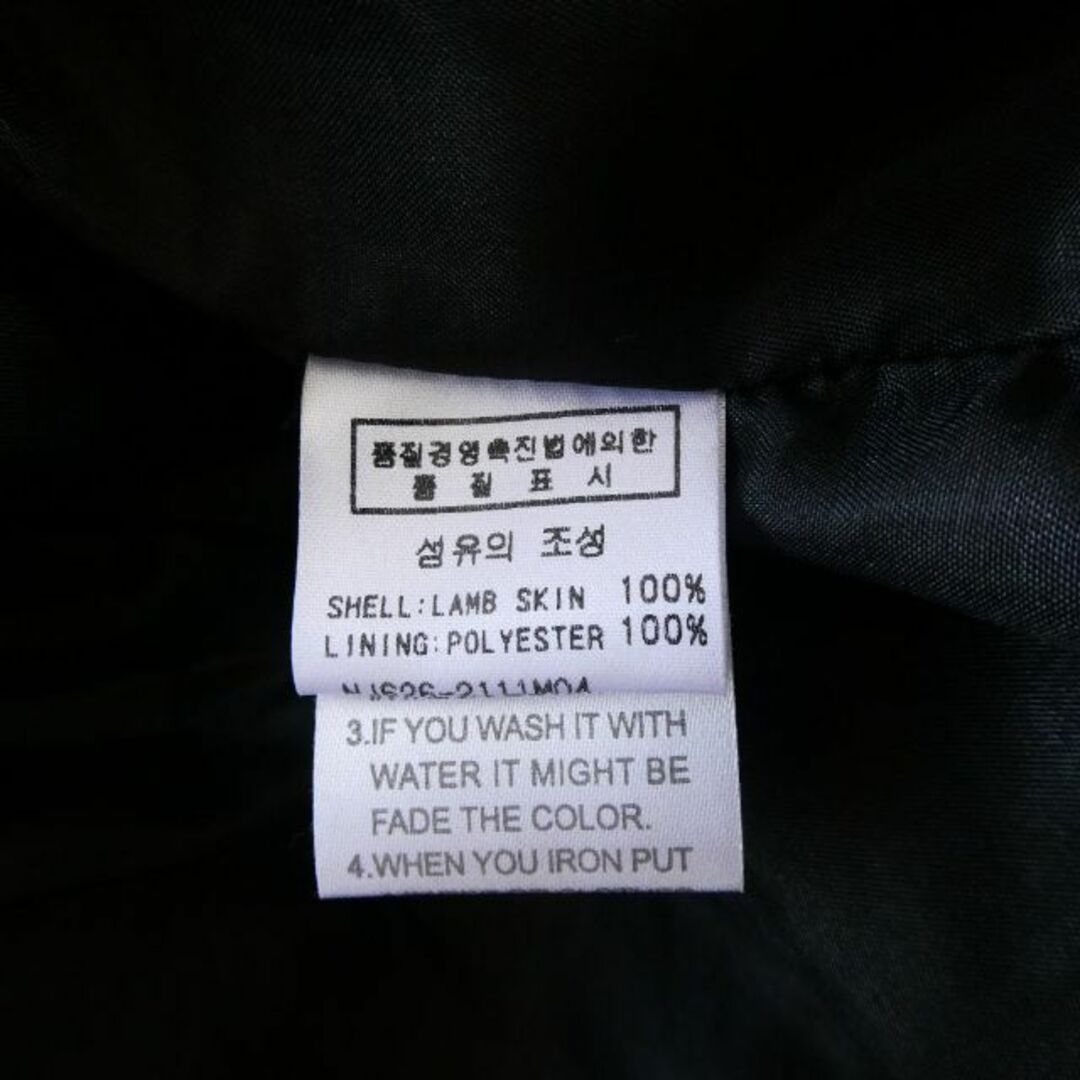 품질경영촉진법에의한
품 질 표 시
섬유의 조성
SHELL:LAMB SKIN 100%
LINING:POLYESTER 100%
NJS26-2111M04
3.IF YOU WASH IT WITH
WATER IT MIGHT BE
FADE THE COLOR.
4.WHEN YOU IRON PUT